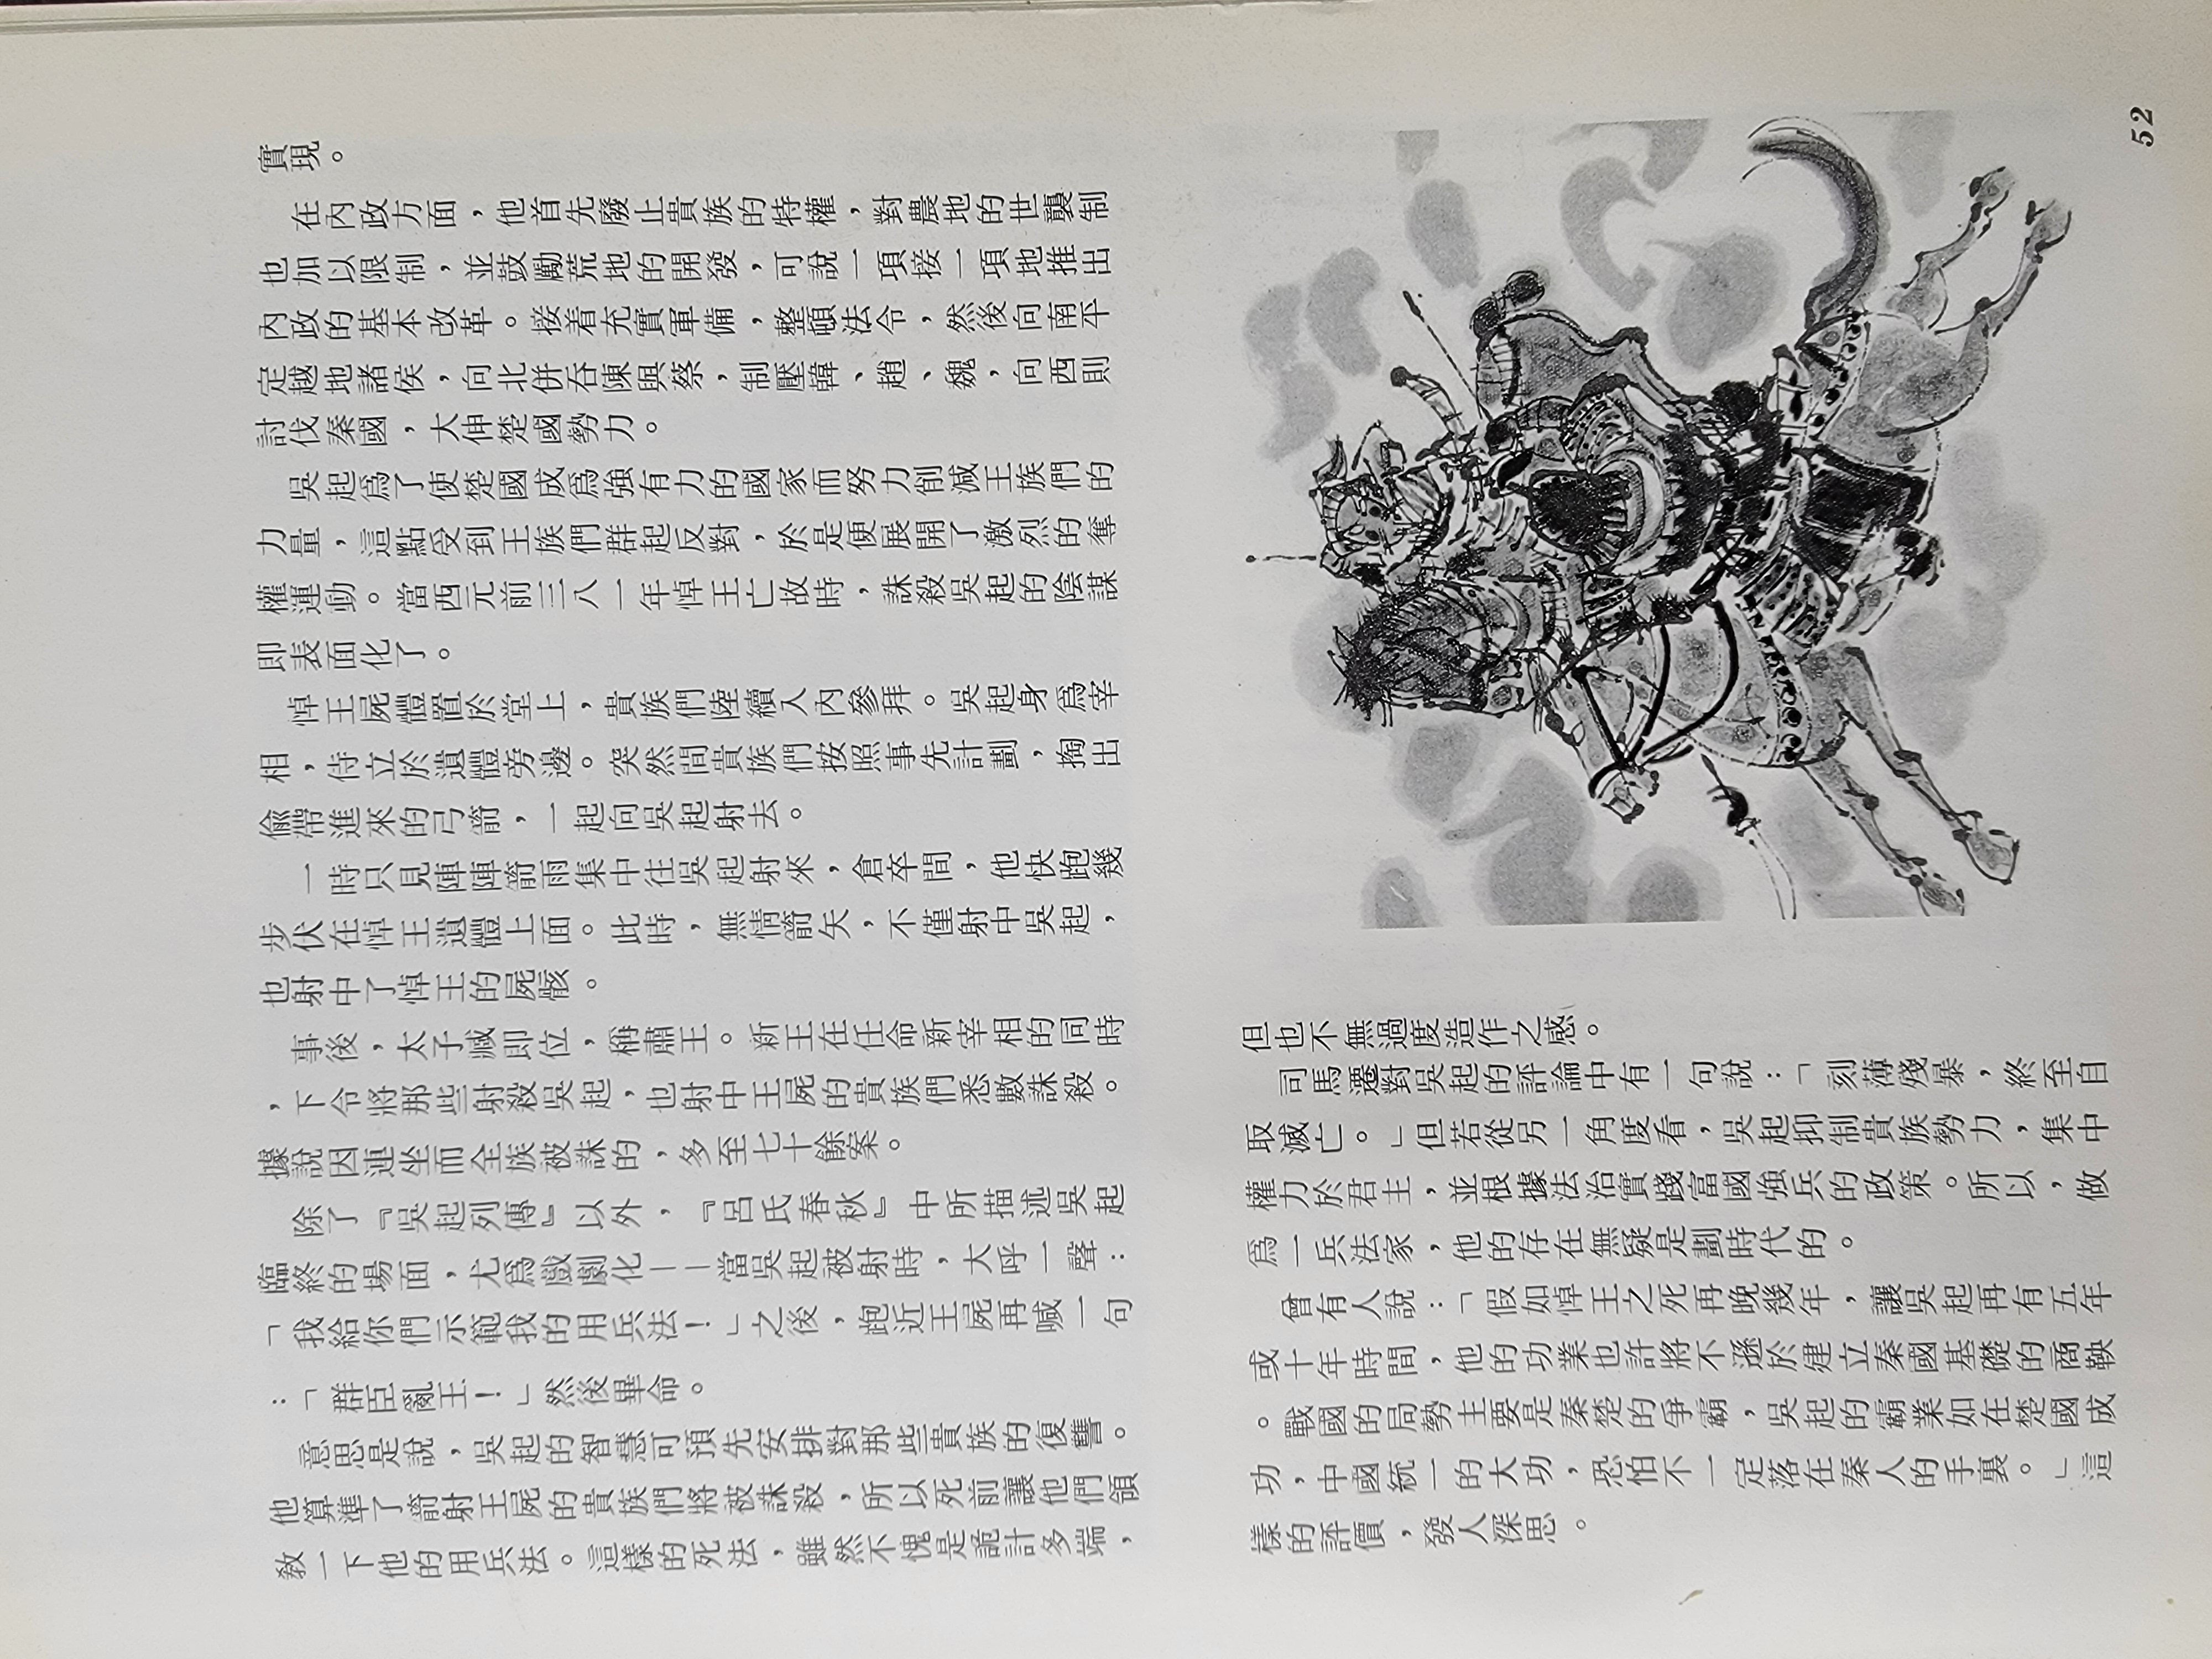 實現。
在內政方面，他首先廢止貴族的特權，對農地的世襲制
也加以限制，並鼓勵荒地的開發，可說一項接一項地推出
內政的基本改革。接着充實軍備，整頓法令，然後向南平
定越地諸侯，向北併吞陳與蔡，制壓韓、趙、魏，向西則
討伐秦國，大伸楚國勢力。
吳起爲了使楚國成爲強有力的國家而努力削減王族們的
力量，這點受到王族們群起反對，於是便展開了激烈的奪
權運動。當西元前三八一年悼王亡故時，誅殺吳起的陰謀
即表面化了。
悼王屍體置於堂上，貴族們陸續入內參拜。吳起身爲宰
相，侍立於遺體旁邊。突然間貴族們按照事先計劃，掏出
偸帶進來的弓箭，一起向吳起射去。
一時只見陣陣箭雨集中往吳起射來，倉卒間，他快跑幾
步伏在悼王遺體上面。此時，無情箭矢，不僅射中吳起，
也射中了悼王的屍骸。
事後，太子臧即位，稱肅王。新王在任命新宰相的同時
，下令將那些射殺吳起，也射中王屍的貴族們悉數誅殺。
據說因連坐而全族被誅的，多至七十餘案。
除了『吳起列傳』以外，『呂氏春秋』中所描述吳起
臨終的場面，尤爲戲劇化——當吳起被射時，大呼一聲：
「我給你們示範我的用兵法！」之後，跑近王屍再喊一句
：「群臣亂王！」然後畢命。
意思是說，吳起的智慧可預先安排對那些貴族的復讐。
他算準了箭射王屍的貴族們將被誅殺，所以死前讓他們領
敎一下他的用兵法。這樣的死法，雖然不愧是詭計多端，
但也不無過度造作之感。
司馬遷對吳起的評論中有一句說：「刻薄殘暴，終至自
取滅亡。」但若從另一角度看，吳起抑制貴族勢力，集中
權力於君主，並根據法治實踐富國強兵的政策。所以，做
爲一兵法家，他的存在無疑是劃時代的。
曾有人說：「假如悼王之死再晚幾年，讓吳起再有五年
或十年時間，他的功業也許將不遜於建立秦國基礎的商鞅
。戰國的局勢主要是秦楚的爭霸，吳起的霸業如在楚國成
功，中國統一的大功，恐怕不一定落在秦人的手裏。」這
樣的評價，發人深思。
52